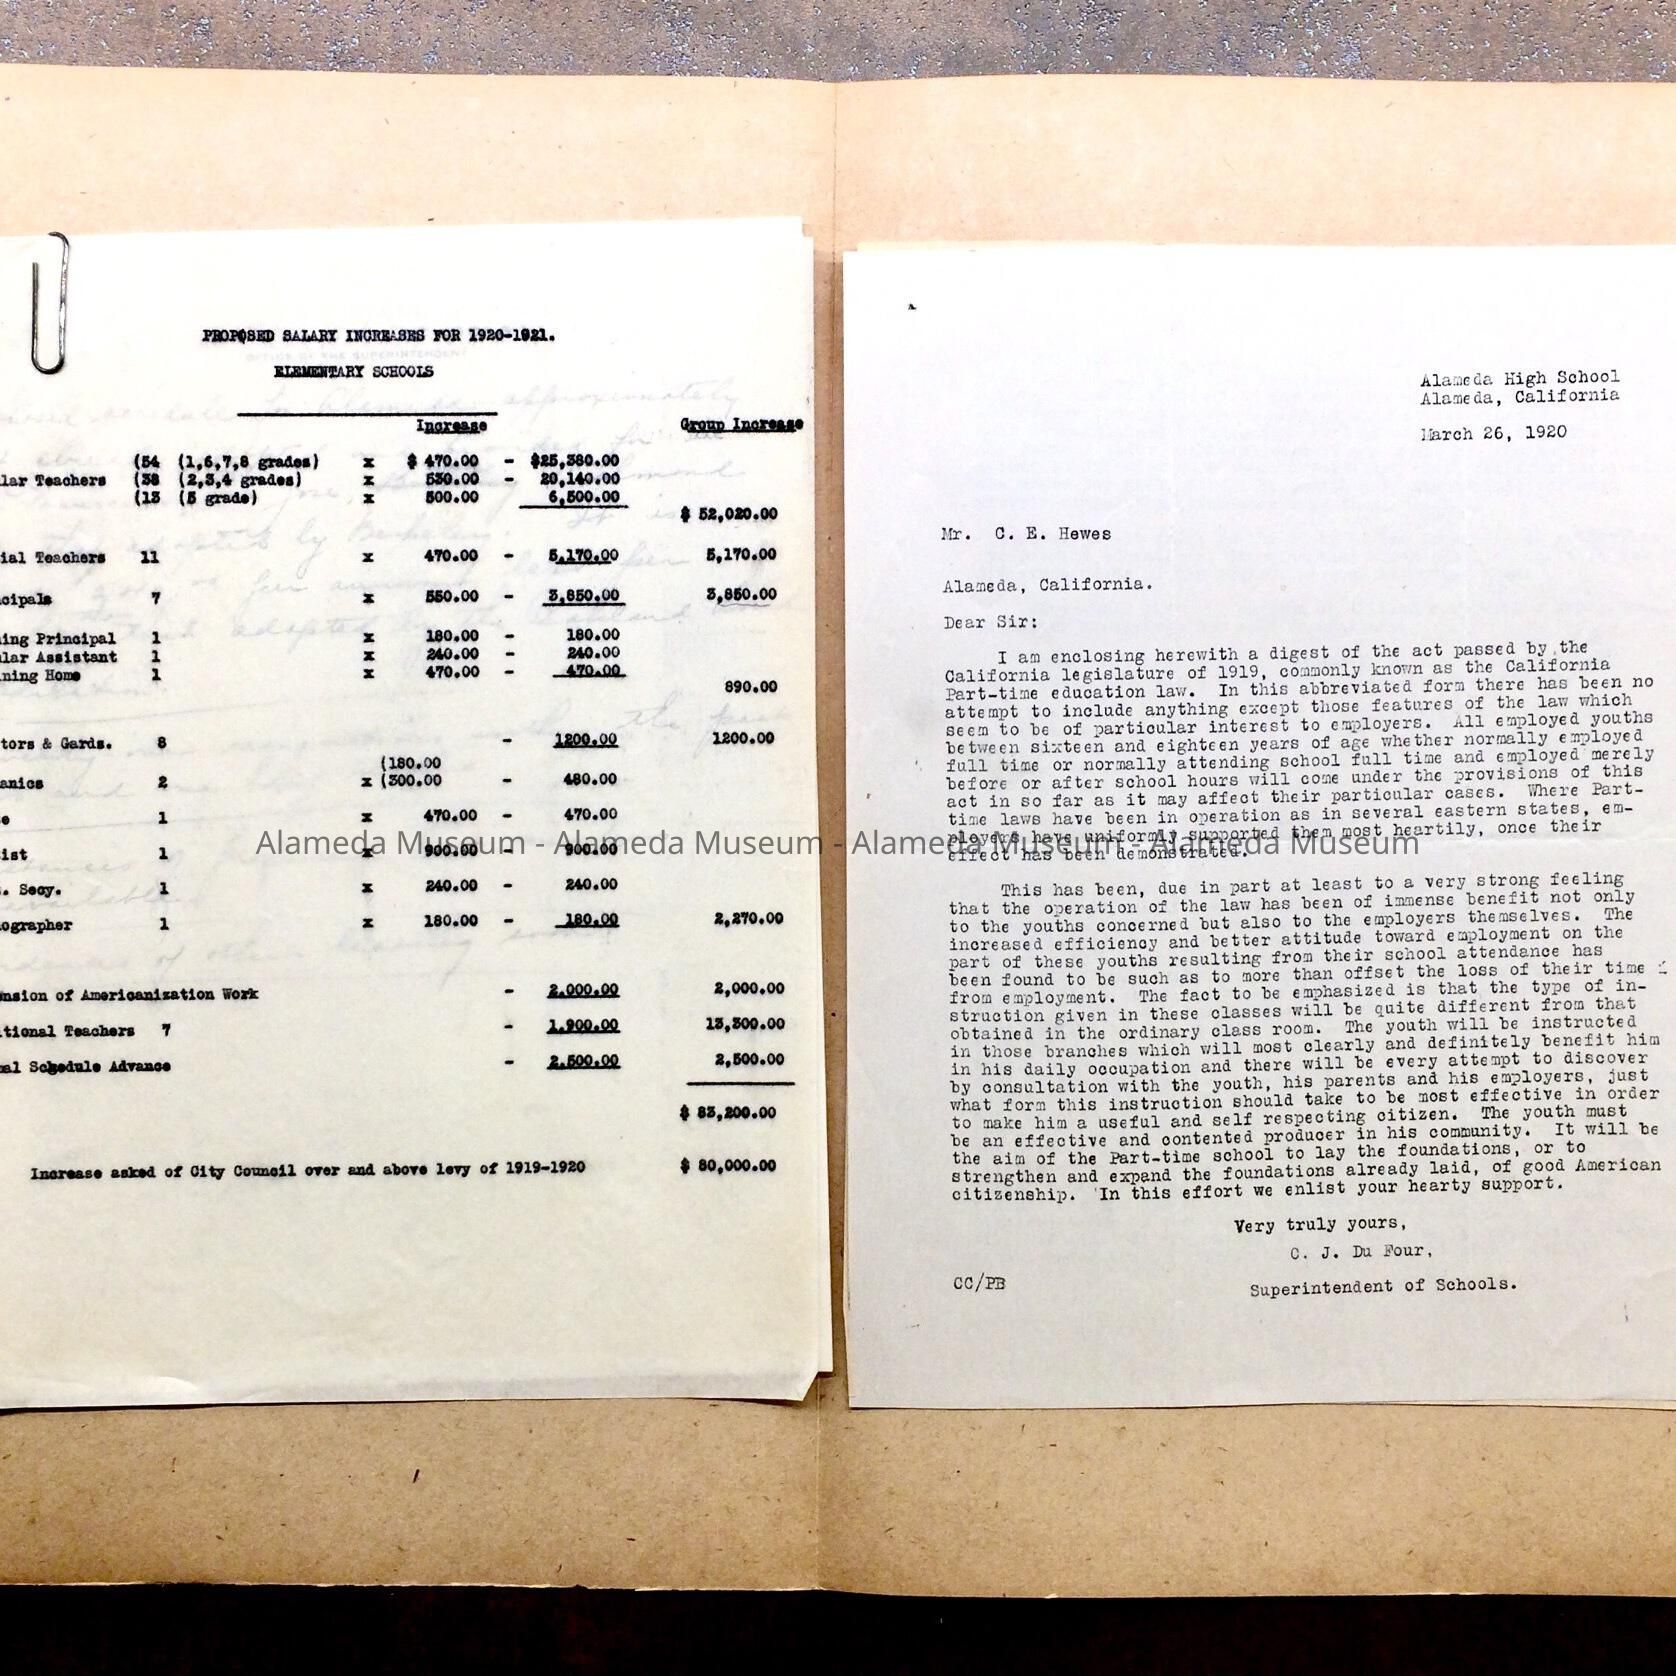 PROPOSED SALARY INCREASES FOR 1920-1921.
ELEMENTARY SCHOOLS
Increase Group Increase
(54 (1,6,7,8 grades) x $ 470.00 - $25,380.00
lar Teachers (38 (2,3,4 grades) x 530.00 - 20,140.00
(13 (5 grade) x 500.00 6,500.00
$ 52,020.00
ial Teachers 11 x 470.00 - 5,170.00 5,170.00
cipals 7 x 550.00 - 3,850.00 3,850.00
ing Principal 1 x 180.00 - 180.00
lar Assistant 1 x 240.00 - 240.00
ning Home 1 x 470.00 - 470.00
890.00
tors & Gards. 8 - 1200.00 1200.00
(180.00
anics 2 x (300.00 - 480.00
e 1 x 470.00 - 470.00
ist 1 x 900.00 - 900.00
. Secy. 1 x 240.00 - 240.00
ographer 1 x 180.00 - 180.00 2,270.00
nsion of Americanization Work - 2,000.00 2,000.00
itional Teachers 7 - 1,900.00 13,300.00
al Schedule Advance - 2,500.00 2,500.00
$ 83,200.00
Increase asked of City Council over and above levy of 1919-1920 $ 80,000.00
Alameda High School
Alameda, California
March 26, 1920
Mr. C. E. Hewes
Alameda, California.
Dear Sir:
I am enclosing herewith a digest of the act passed by the
California legislature of 1919, commonly known as the California
Part-time education law. In this abbreviated form there has been no
attempt to include anything except those features of the law which
seem to be of particular interest to employers. All employed youths
between sixteen and eighteen years of age whether normally employed
full time or normally attending school full time and employed merely
before or after school hours will come under the provisions of this
act in so far as it may affect their particular cases. Where Part-
time laws have been in operation as in several eastern states, em-
ployers have uniformly supported them most heartily, once their
effect has been demonstrated.
This has been, due in part at least to a very strong feeling
that the operation of the law has been of immense benefit not only
to the youths concerned but also to the employers themselves. The
increased efficiency and better attitude toward employment on the
part of these youths resulting from their school attendance has
been found to be such as to more than offset the loss of their time
from employment. The fact to be emphasized is that the type of in-
struction given in these classes will be quite different from that
obtained in the ordinary class room. The youth will be instructed
in those branches which will most clearly and definitely benefit him
in his daily occupation and there will be every attempt to discover
by consultation with the youth, his parents and his employers, just
what form this instruction should take to be most effective in order
to make him a useful and self respecting citizen. The youth must
be an effective and contented producer in his community. It will be
the aim of the Part-time school to lay the foundations, or to
strengthen and expand the foundations already laid, of good American
citizenship. In this effort we enlist your hearty support.
Very truly yours,
C. J. Du Four,
CC/PB
Superintendent of Schools.
Alameda Museum - Alameda Museum - Alameda Museum - Alameda Museum